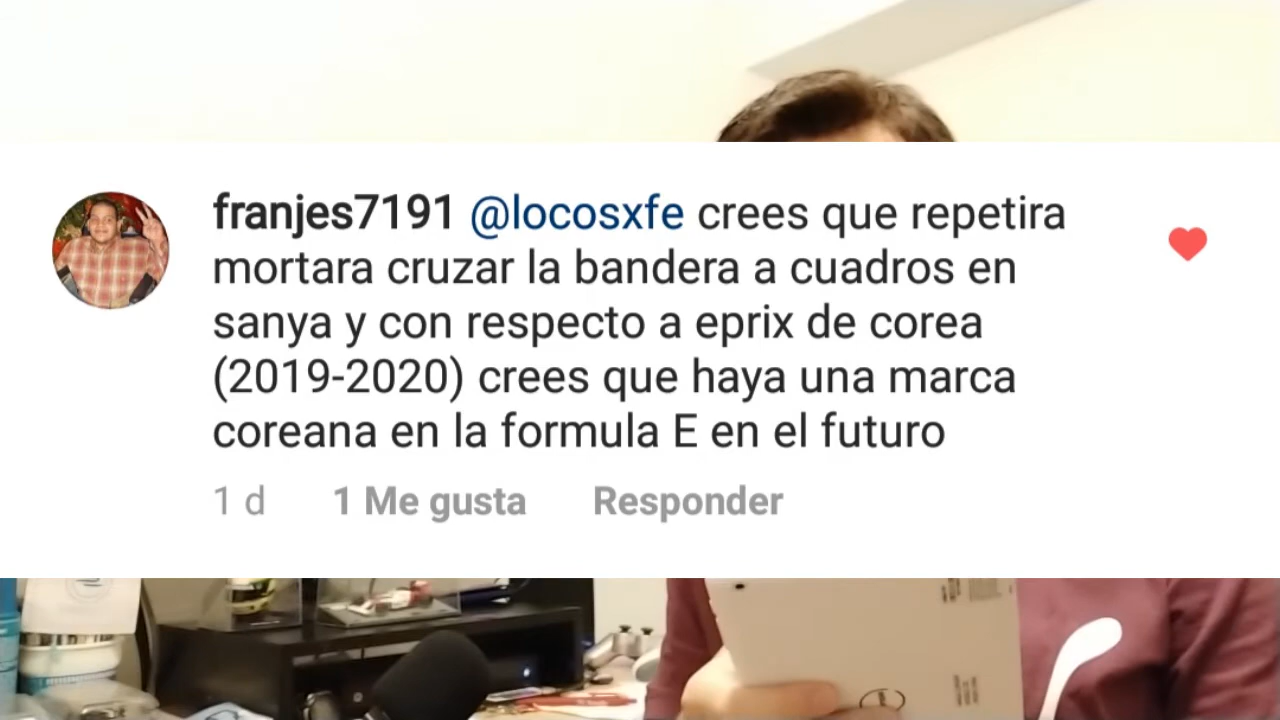 franjes7191 @locosxfe crees que repetira
mortara cruzar la bandera a cuadros en
sanya y con respecto a eprix de corea
(2019-2020) crees que haya una marca
coreana en la formula E en el futuro
1 d 1 Me gusta Responder